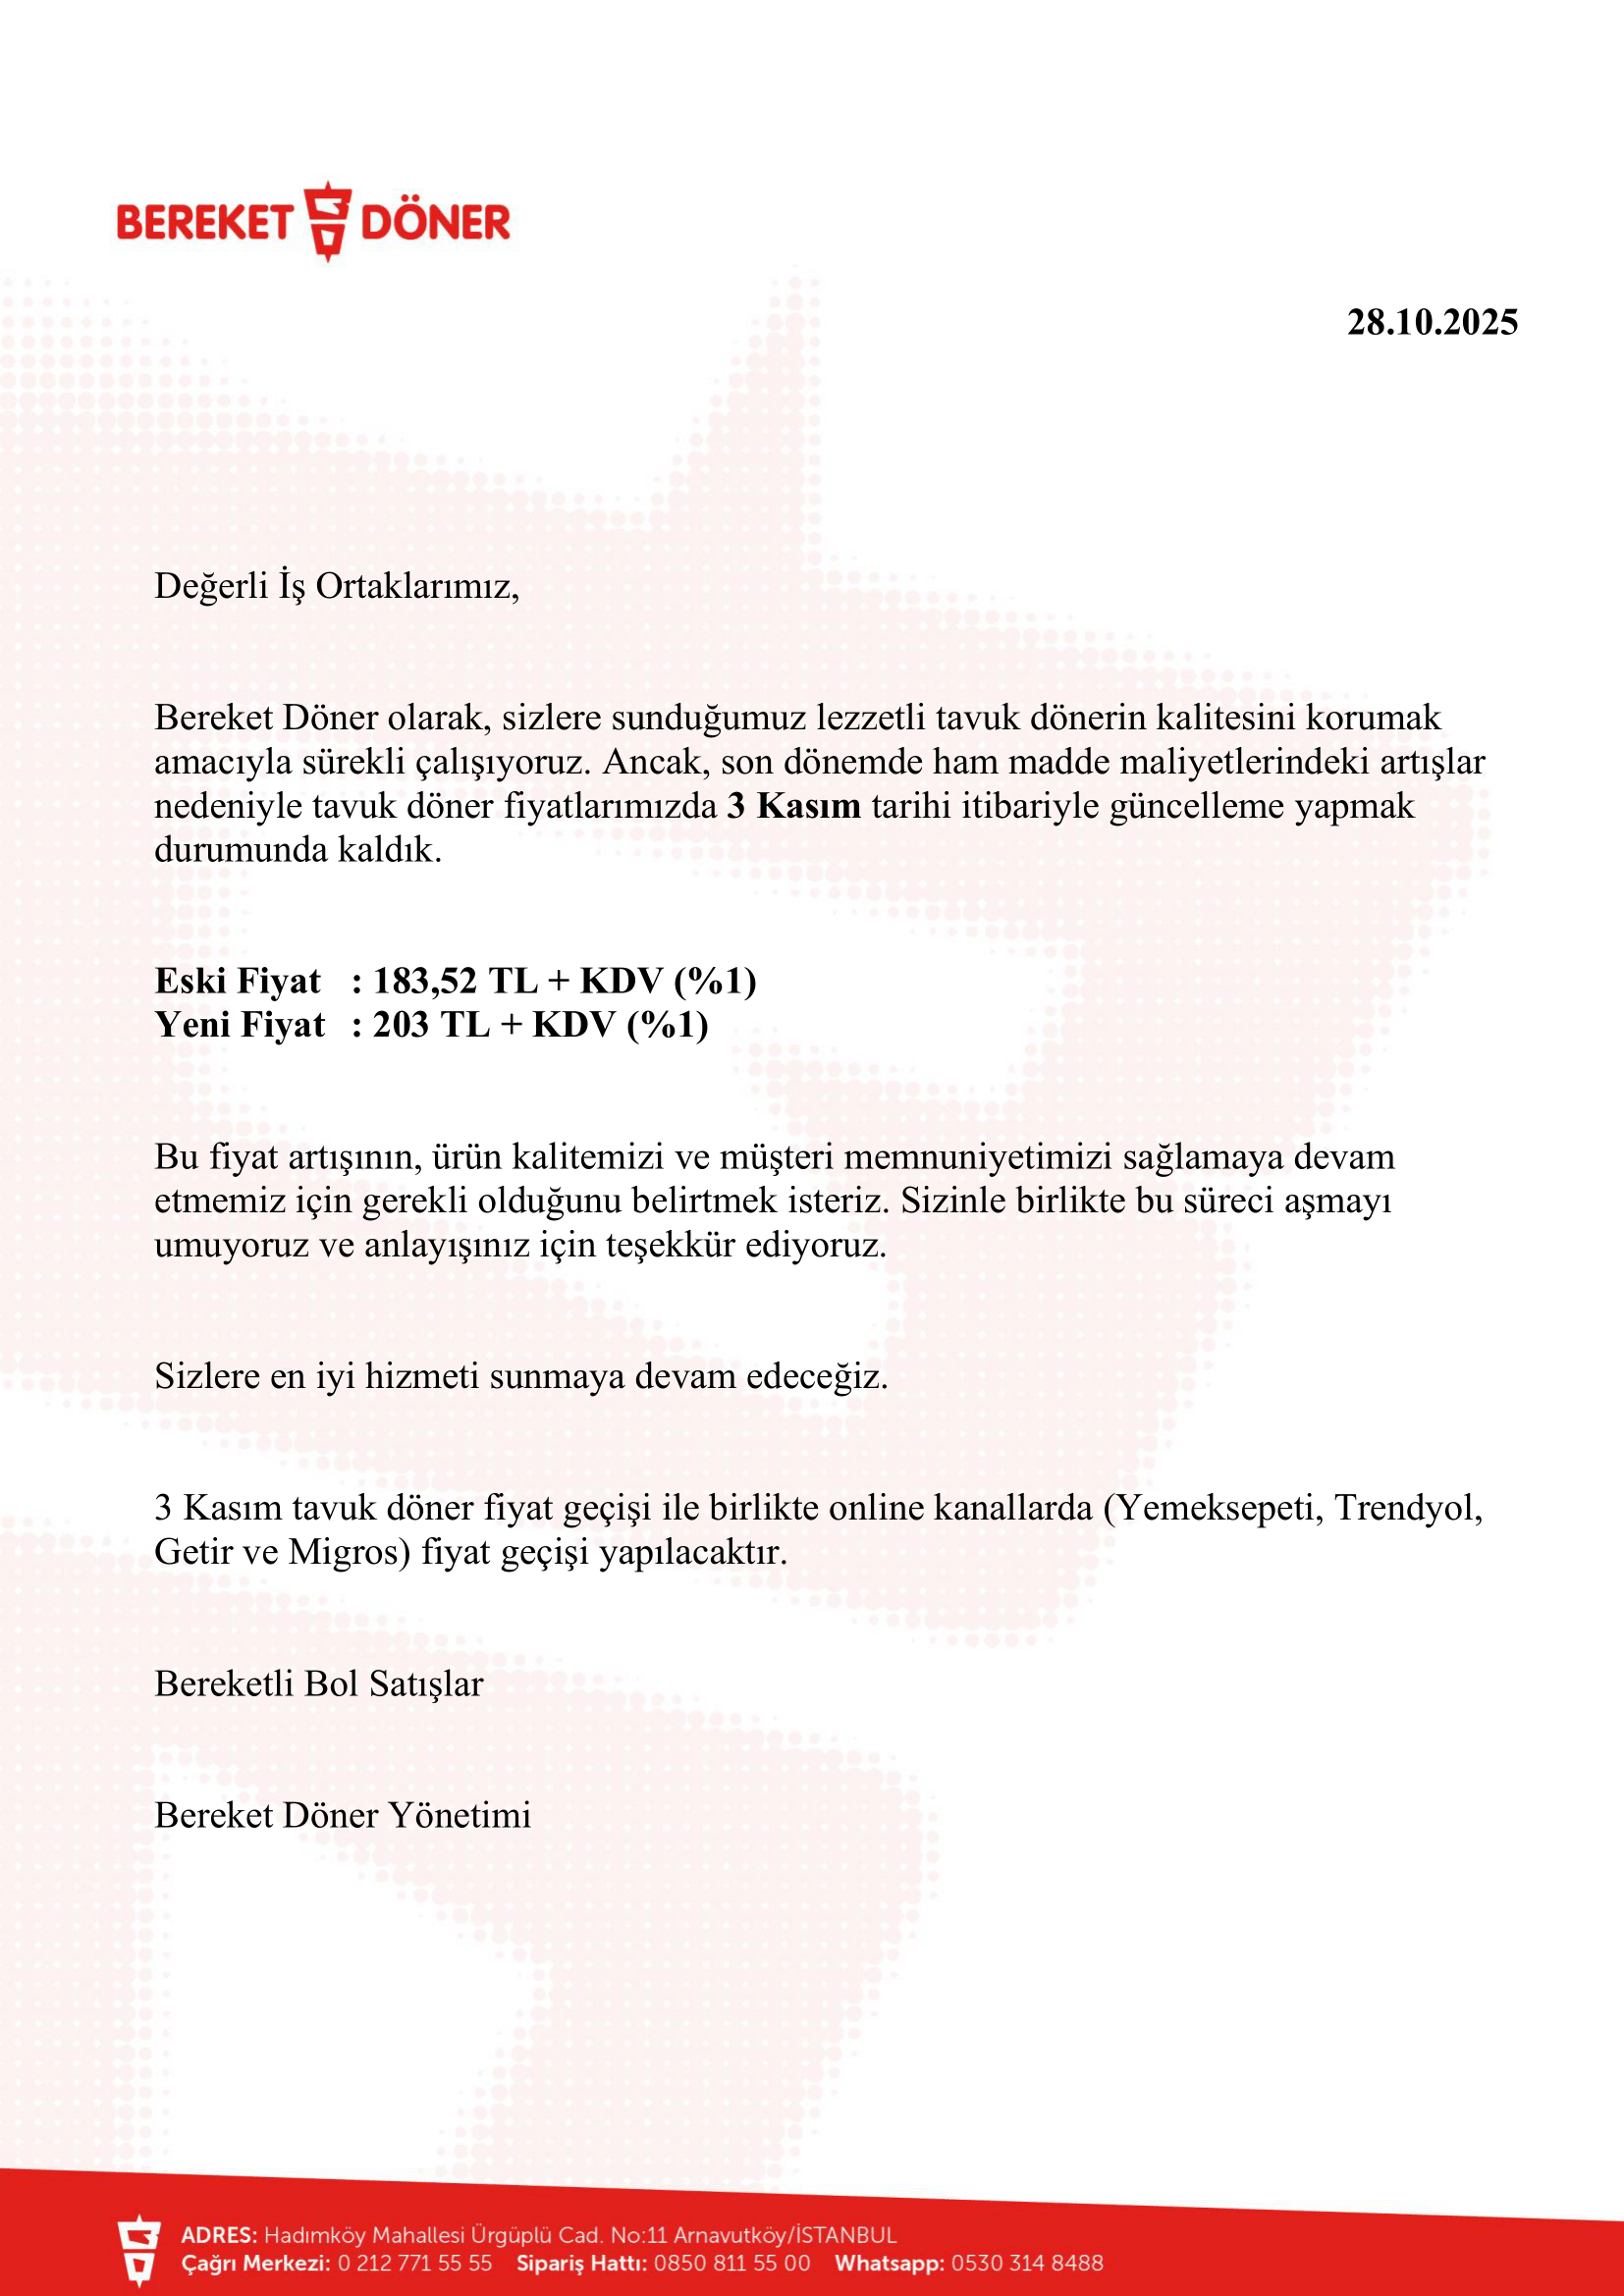 BEREKET DÖNER
28.10.2025
Değerli İş Ortaklarımız,
Bereket Döner olarak, sizlere sunduğumuz lezzetli tavuk dönerin kalitesini korumak
amacıyla sürekli çalışıyoruz. Ancak, son dönemde ham madde maliyetlerindeki artışlar
nedeniyle tavuk döner fiyatlarımızda 3 Kasım tarihi itibariyle güncelleme yapmak
durumunda kaldık.
Eski Fiyat : 183,52 TL + KDV (%1)
Yeni Fiyat : 203 TL + KDV (%1)
Bu fiyat artışının, ürün kalitemizi ve müşteri memnuniyetimizi sağlamaya devam
etmemiz için gerekli olduğunu belirtmek isteriz. Sizinle birlikte bu süreci aşmayı
umuyoruz ve anlayışınız için teşekkür ediyoruz.
Sizlere en iyi hizmeti sunmaya devam edeceğiz.
3 Kasım tavuk döner fiyat geçişi ile birlikte online kanallarda (Yemeksepeti, Trendyol,
Getir ve Migros) fiyat geçişi yapılacaktır.
Bereketli Bol Satışlar
Bereket Döner Yönetimi
ADRES: Hadımköy Mahallesi Ürgüplü Cad. No:11 Arnavutköy/İSTANBUL
Çağrı Merkezi: 0 212 771 55 55 Sipariş Hattı: 0850 811 55 00 Whatsapp: 0530 314 8488